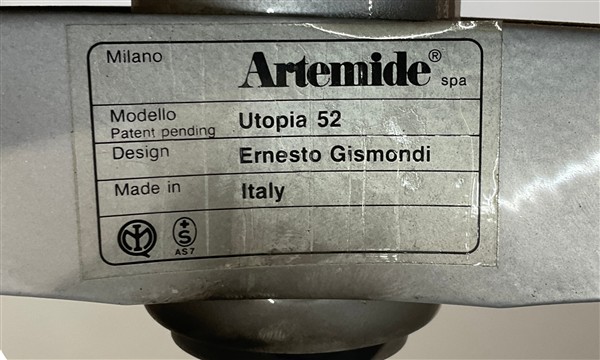 Milano Artemide® spa
Modello Utopia 52
Patent pending
Design Ernesto Gismondi
Made in Italy
+
S
AS7